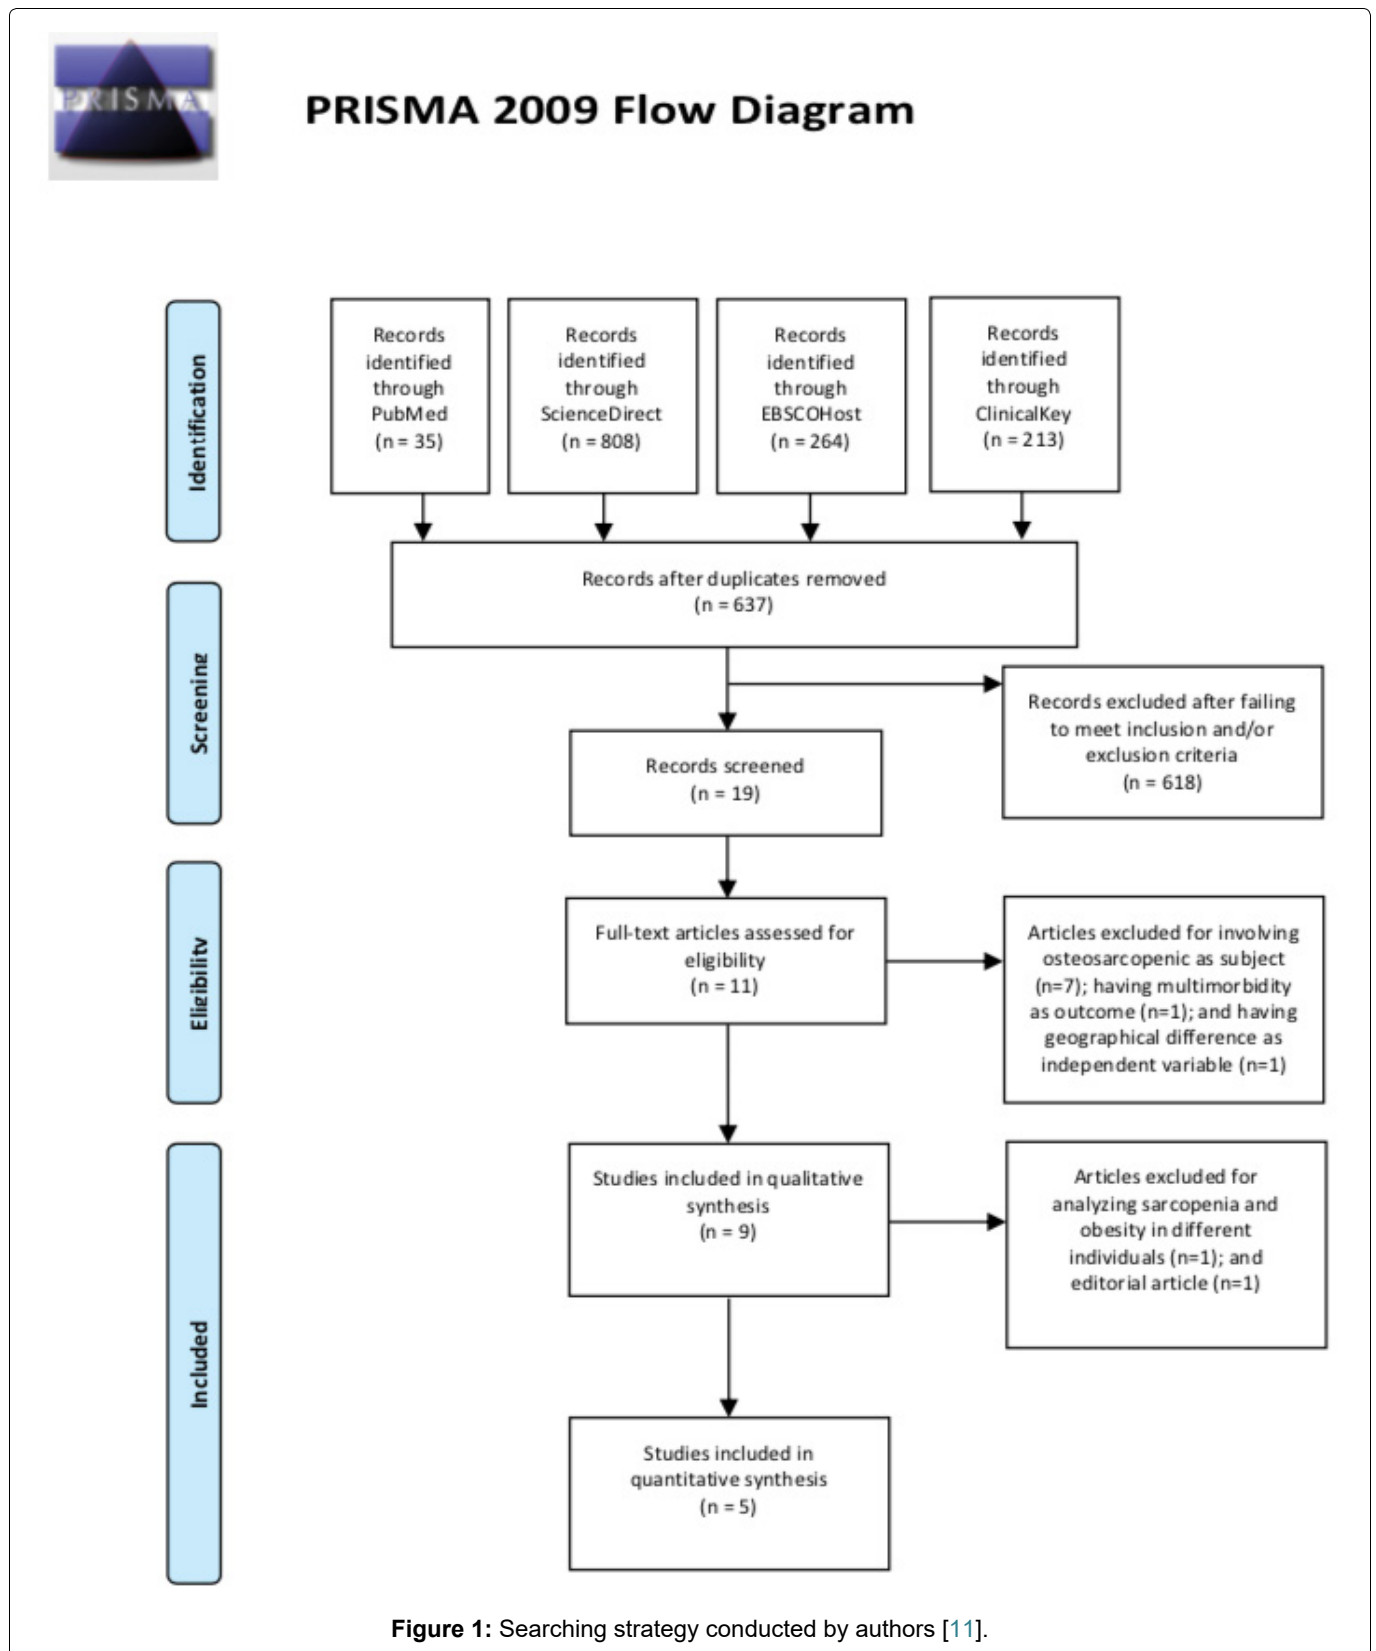 PRISMA
PRISMA 2009 Flow Diagram
Identification
Records
identified
through
PubMed
(n = 35)
Records
identified
through
ScienceDirect
(n = 808)
Records
identified
through
EBSCOHost
(n = 264)
Records
identified
through
ClinicalKey
(n = 213)
Records after duplicates removed
(n = 637)
Screening
Records excluded after failing
to meet inclusion and/or
exclusion criteria
(n = 618)
Records screened
(n = 19)
Eligibility
Full-text articles assessed for
eligibility
(n = 11)
Articles excluded for involving
osteosarcopenic as subject
(n=7); having multimorbidity
as outcome (n=1); and having
geographical difference as
independent variable (n=1)
Included
Studies included in qualitative
synthesis
(n = 9)
Articles excluded for
analyzing sarcopenia and
obesity in different
individuals (n=1); and
editorial article (n=1)
Studies included in
quantitative synthesis
(n = 5)
Figure 1: Searching strategy conducted by authors [11].